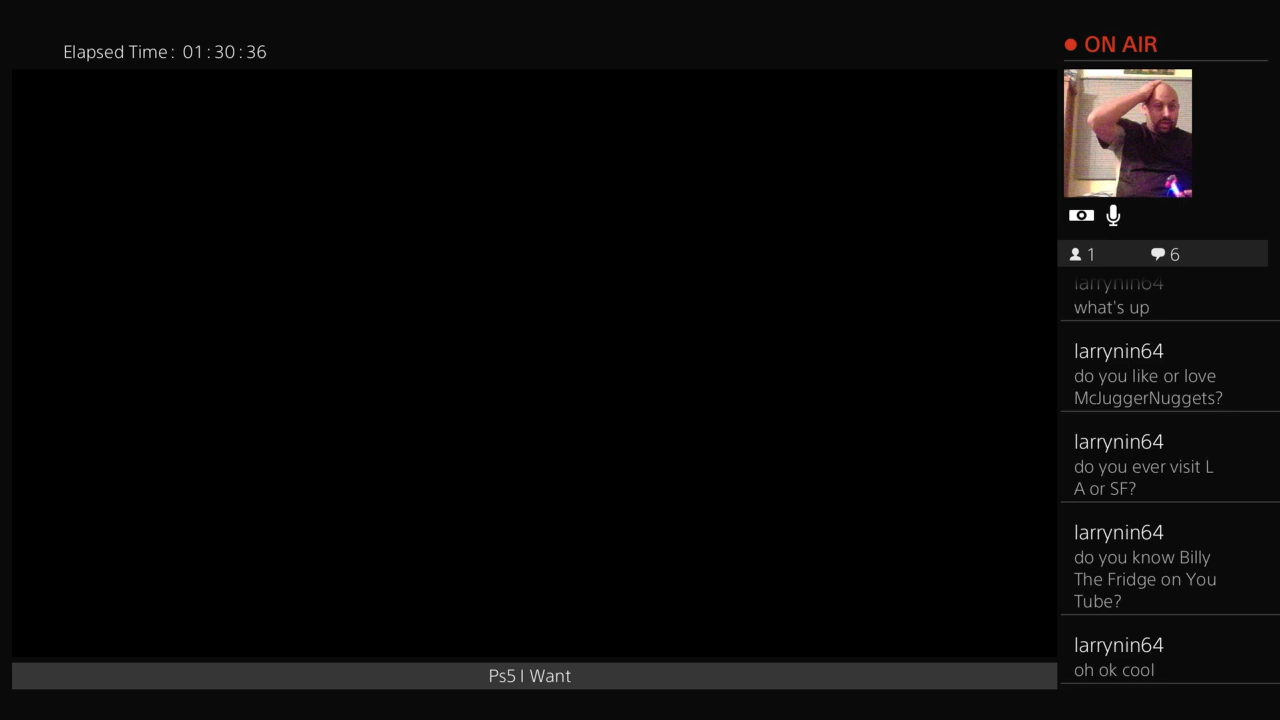 Elapsed Time: 01:30:36
ON AIR
1 6
larrynin64
what's up
larrynin64
do you like or love
McJuggerNuggets?
larrynin64
do you ever visit L
A or SF?
larrynin64
do you know Billy
The Fridge on You
Tube?
larrynin64
oh ok cool
Ps5 I Want